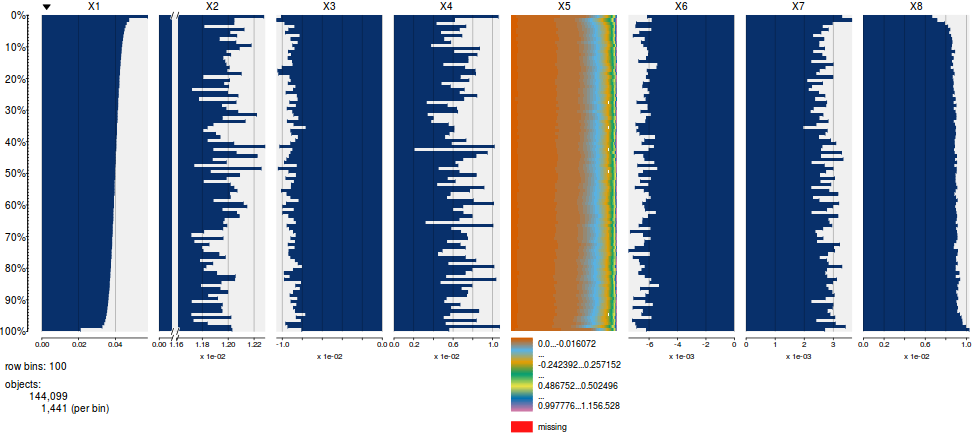 X1 X2 X3 X4 X5 X6 X7 X8
0%
10%
20%
30%
40%
50%
60%
70%
80%
90%
100%
0.00 0.02 0.04 0.00 1.16 1.18 1.20 1.22 -1.0 0.0 0.0 0.2 0.4 0.6 0.8 1.0 -6 -4 -2 0 0 1 2 3 0.0 0.2 0.4 0.6 0.8 1.0
x 1e-02 x 1e-02 x 1e-02 x 1e-03 x 1e-03 x 1e-02
0.0...-0.016072
...
-0.242392...0.257152
...
0.486752...0.502496
...
0.997776...1.156.528
missing
row bins: 100
objects:
144,099
1,441 (per bin)